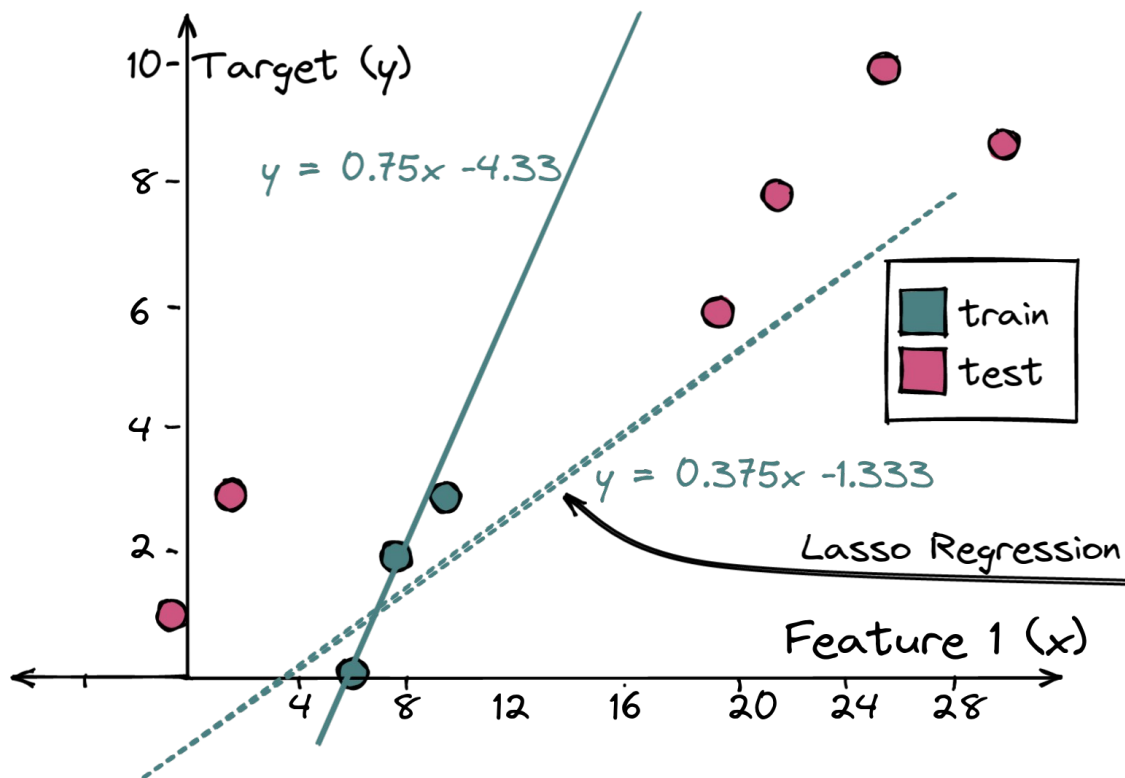 Target (y)
10
8
6
4
2
y = 0.75x -4.33
train
test
y = 0.375x -1.333
Lasso Regression
Feature 1 (x)
4 8 12 16 20 24 28